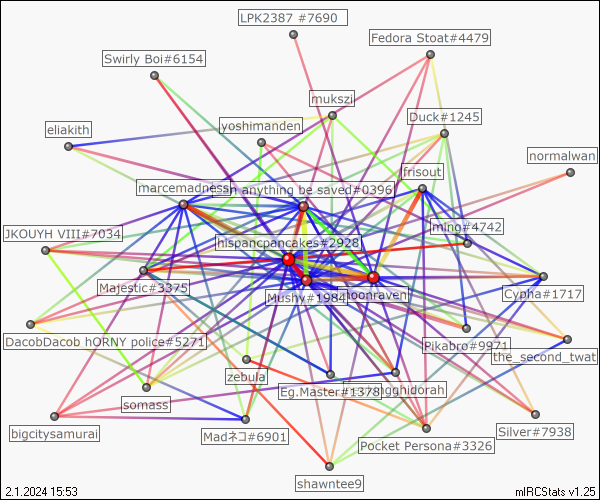 LPK2387 #7690
Fedora Stoat#4479
Swirly Boi#6154
mukszi
Duck#1245
eliakith
yoshimanden
normalwan
lfrisout
marcemadness
n anything be saved#0396
ming#4742
JKOUYH VIII#7034
hispancpancakes#2928
Majestic#3375
Mushy#1984
moonraven
Cypha#1717
DacobDacob hORNY police#5271
Pikabro#9971
the_second_twat
zebula
Eg.Master#1378
gghidorah
somass
bigcitysamurai
Madネコ#6901
Silver#7938
Pocket Persona#3326
shawntee9
2.1.2024 15:53
mIRCStats v1.25